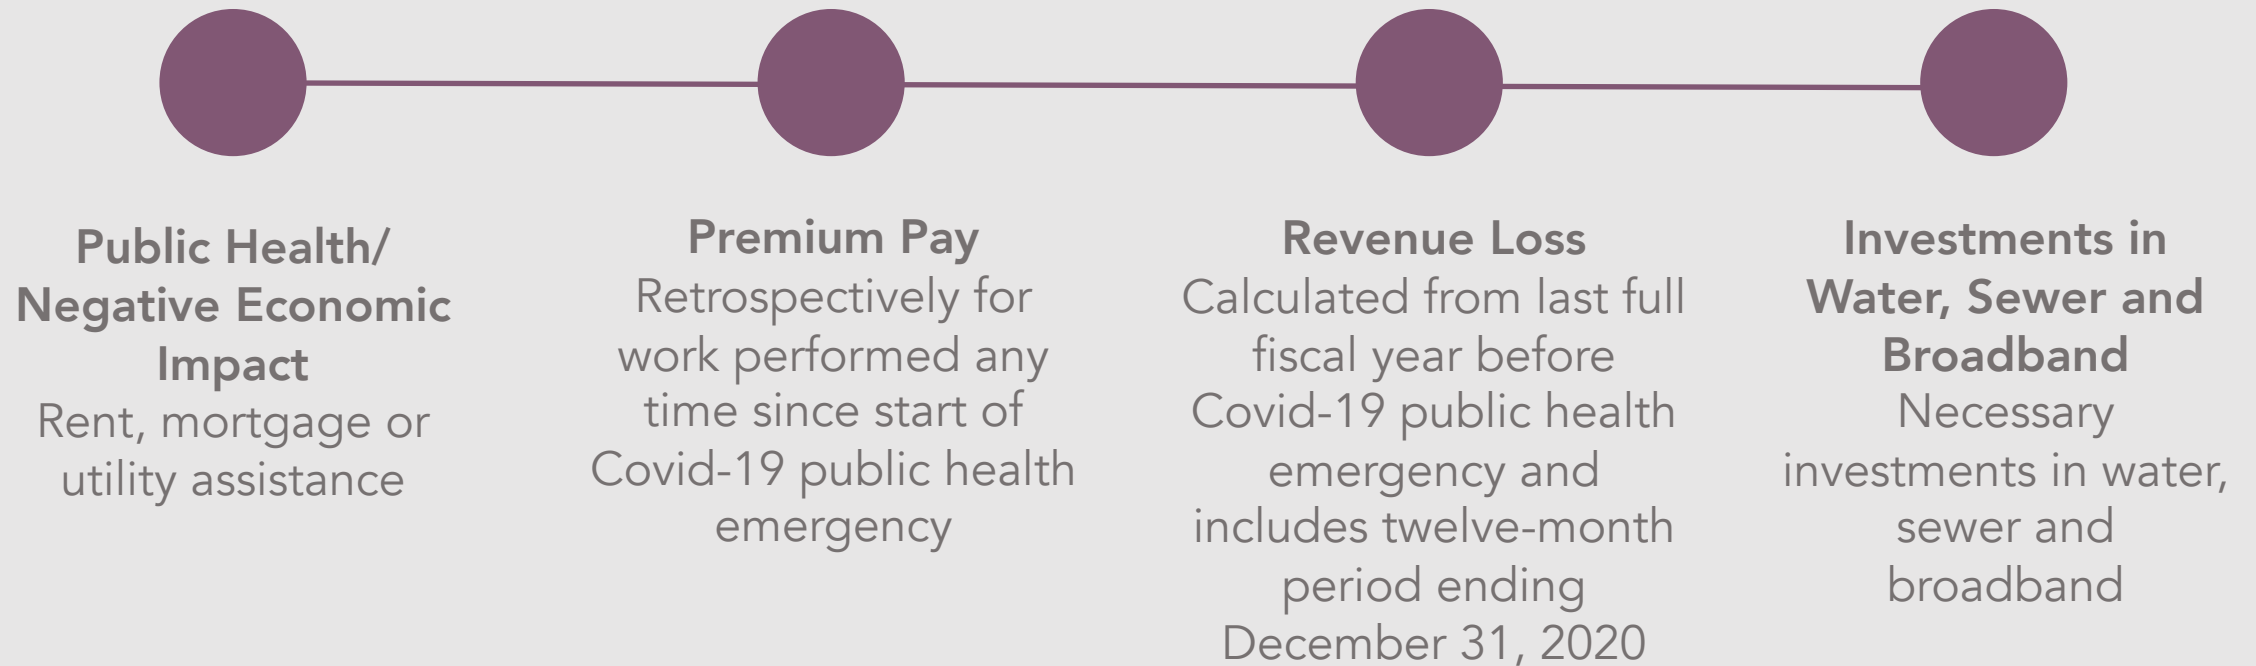 Public Health/
Negative Economic
Impact
Rent, mortgage or
utility assistance
Premium Pay
Retrospectively for
work performed any
time since start of
Covid-19 public health
emergency
Revenue Loss
Calculated from last full
fiscal year before
Covid-19 public health
emergency and
includes twelve-month
period ending
December 31, 2020
Investments in
Water, Sewer and
Broadband
Necessary
investments in water,
sewer and
broadband